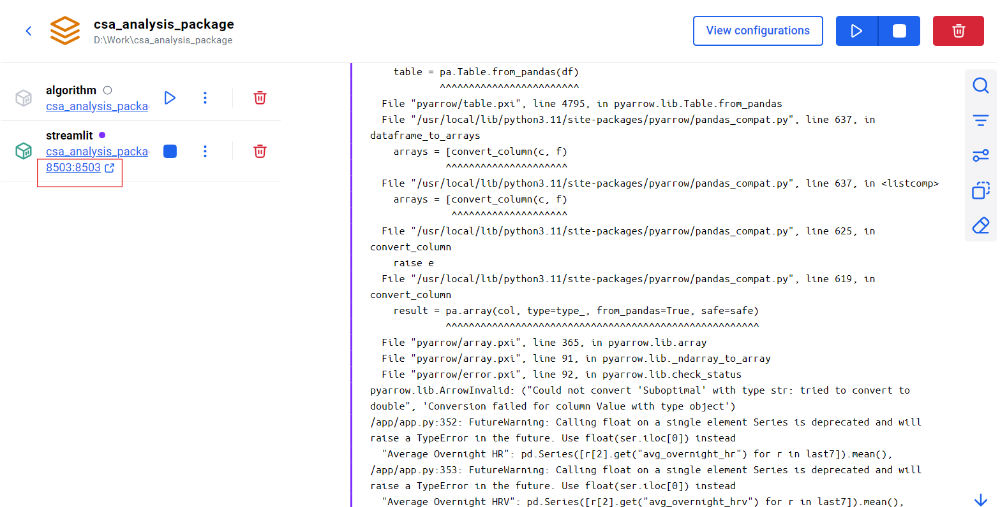 csa_analysis_package
D:\Work\csa_analysis_package
View configurations
algorithm
csa_analysis_packa
streamlit
csa_analysis_packa
8503:8503
table = pa.Table.from_pandas(df)
^^^^^^^^^^^^^^^^^^^^^^^^
File "pyarrow/table.pxi", line 4795, in pyarrow.lib.Table.from_pandas
File "/usr/local/lib/python3.11/site-packages/pyarrow/pandas_compat.py", line 637, in
dataframe_to_arrays
arrays = [convert_column(c, f)
^^^^^^^^^^^^^^^^^^^^^
File "/usr/local/lib/python3.11/site-packages/pyarrow/pandas_compat.py", line 637, in <listcomp>
arrays = [convert_column(c, f)
^^^^^^^^^^^^^^^^^^^^
File "/usr/local/lib/python3.11/site-packages/pyarrow/pandas_compat.py", line 625, in
convert_column
raise e
File "/usr/local/lib/python3.11/site-packages/pyarrow/pandas_compat.py", line 619, in
convert_column
result = pa.array(col, type=type_, from_pandas=True, safe=safe)
^^^^^^^^^^^^^^^^^^^^^^^^^^^^^^^^^^^^^^^^^^^^^^^^^^^^^^
File "pyarrow/array.pxi", line 365, in pyarrow.lib.array
File "pyarrow/array.pxi", line 91, in pyarrow.lib._ndarray_to_array
File "pyarrow/error.pxi", line 92, in pyarrow.lib.check_status
pyarrow.lib.ArrowInvalid: ("Could not convert 'Suboptimal' with type str: tried to convert to
double", 'Conversion failed for column Value with type object')
/app/app.py:352: FutureWarning: Calling float on a single element Series is deprecated and will
raise a TypeError in the future. Use float(ser.iloc[0]) instead
"Average Overnight HR": pd.Series([r[2].get("avg_overnight_hr") for r in last7]).mean(),
/app/app.py:353: FutureWarning: Calling float on a single element Series is deprecated and will
raise a TypeError in the future. Use float(ser.iloc[0]) instead
"Average Overnight HRV": pd.Series([r[2].get("avg_overnight_hrv") for r in last7]).mean(),